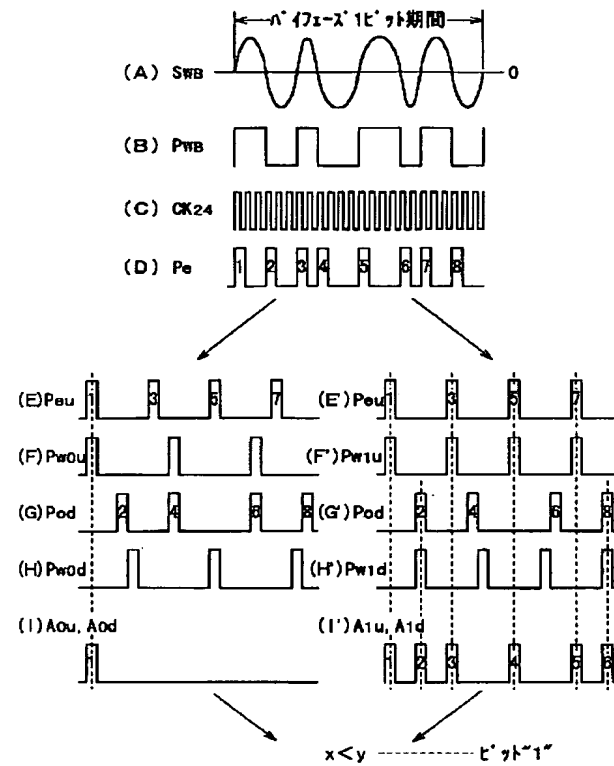 バイフェーズ1ビット期間
(A) SWB
0
(B) PWB
(C) CK24
(D) Pe
1 2 3 4 5 6 7 8
(E)Peu 1 3 5 7
(E')Peu 1 3 5 7
(F)Pw0u
(F')Pw1u
(G)Ped 2 4 6 8
(G')Ped 2 4 6 8
(H)Pw0d
(H')Pw1d
(I)A0u, A0d
(I')A1u, A1d
1
1 2 3 4 5 6
x<y ---------- ビット"1"